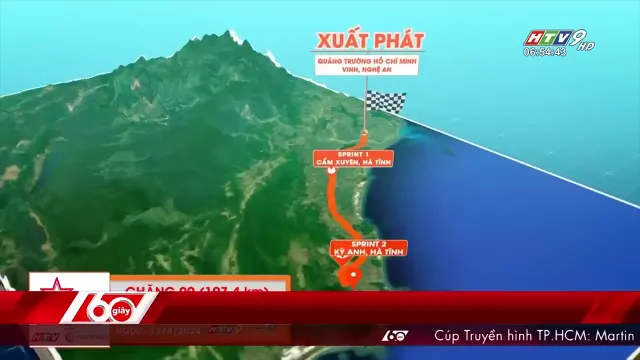 HTV9 HD
06:54:43
XUẤT PHÁT
QUẢNG TRƯỜNG HỒ CHÍ MINH
VINH, NGHỆ AN
SPRINT 1
CẨM XUYÊN, HÀ TĨNH
SPRINT 2
KỲ ANH, HÀ TĨNH
60 giây
60
Cúp Truyền hình TP.HCM: Martin